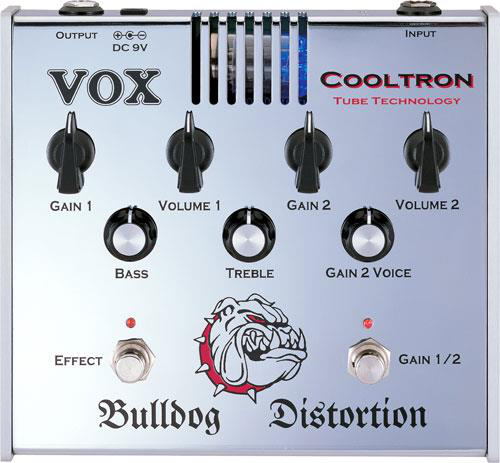 OUTPUT
DC 9V
INPUT
VOX
COOLTRON
TUBE TECHNOLOGY
GAIN 1
VOLUME 1
GAIN 2
VOLUME 2
BASS
TREBLE
GAIN 2 VOICE
EFFECT
GAIN 1/2
Bulldog Distortion